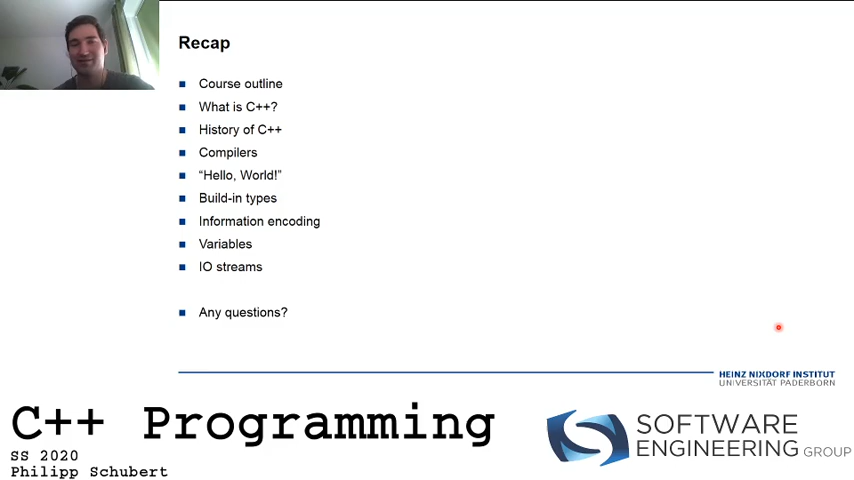 Recap
Course outline
What is C++?
History of C++
Compilers
“Hello, World!”
Build-in types
Information encoding
Variables
IO streams
Any questions?
HEINZ NIXDORF INSTITUT
UNIVERSITÄT PADERBORN
C++ Programming
SS 2020
Philipp Schubert
SOFTWARE
ENGINEERING GROUP